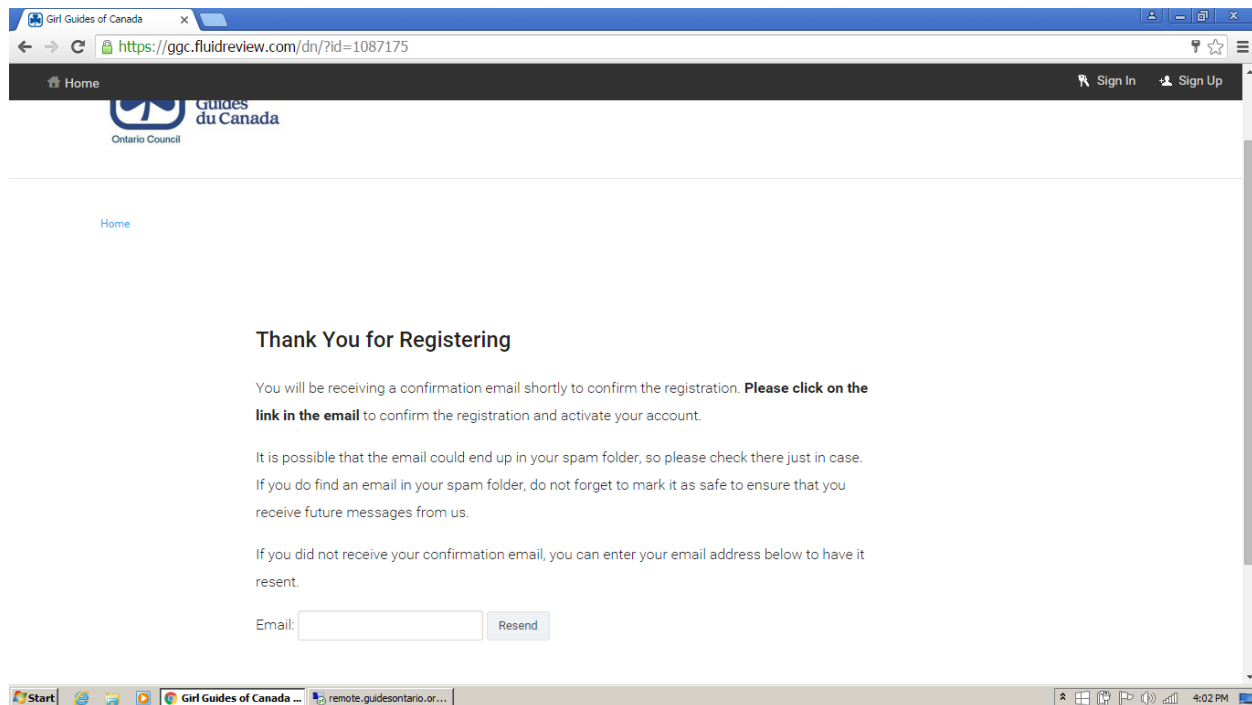 Girl Guides of Canada
https://ggc.fluidreview.com/dn/?id=1087175
Home
Sign In
Sign Up
Guides
du Canada
Ontario Council
Home
Thank You for Registering
You will be receiving a confirmation email shortly to confirm the registration. Please click on the
link in the email to confirm the registration and activate your account.
It is possible that the email could end up in your spam folder, so please check there just in case.
If you do find an email in your spam folder, do not forget to mark it as safe to ensure that you
receive future messages from us.
If you did not receive your confirmation email, you can enter your email address below to have it
resent.
Email:
Resend
Start
Girl Guides of Canada ...
remote.guidesontario.or...
4:02 PM